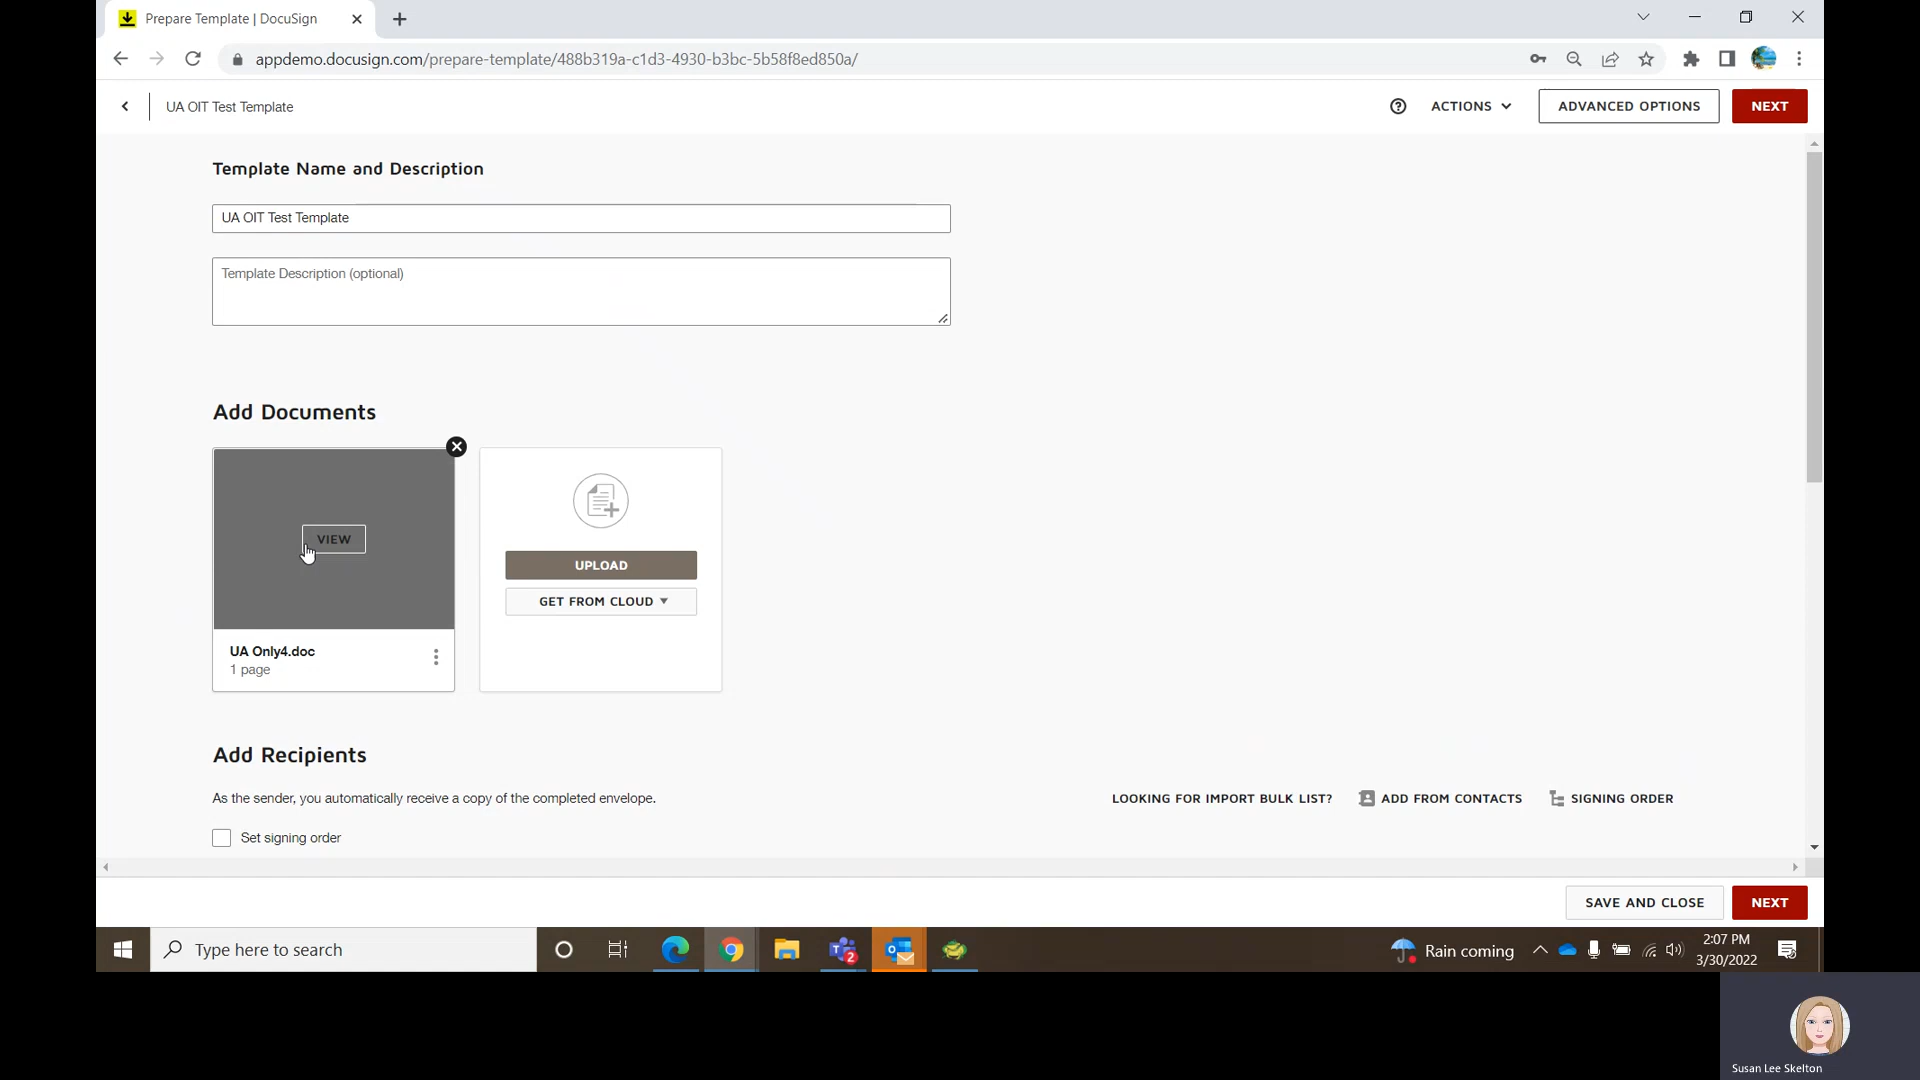 Prepare Template | DocuSign
appdemo.docusign.com/prepare-template/488b319a-c1d3-4930-b3bc-5b58f8ed850a/
UA OIT Test Template
ACTIONS
ADVANCED OPTIONS
NEXT
Template Name and Description
UA OIT Test Template
Template Description (optional)
Add Documents
VIEW
UPLOAD
GET FROM CLOUD
UA Only4.doc
1 page
Add Recipients
As the sender, you automatically receive a copy of the completed envelope.
LOOKING FOR IMPORT BULK LIST?
ADD FROM CONTACTS
SIGNING ORDER
Set signing order
SAVE AND CLOSE
NEXT
Type here to search
2
Rain coming
2:07 PM
3/30/2022
Susan Lee Skelton